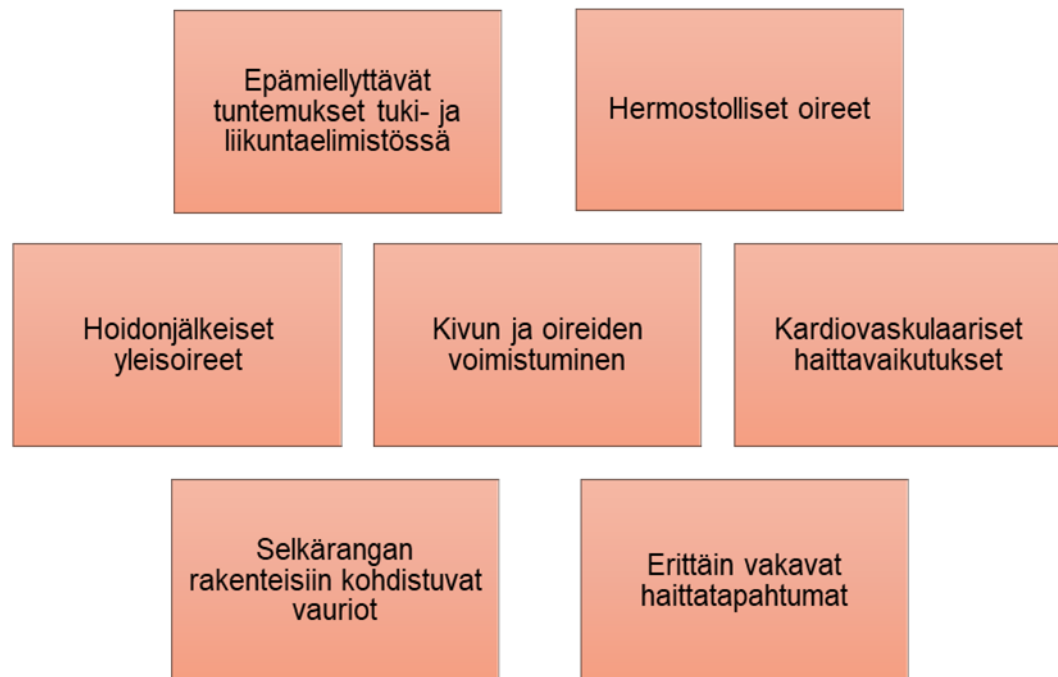 Epämiellyttävät
tuntemukset tuki- ja
liikuntaelimistössä
Hermostolliset oireet
Hoidonjälkeiset
yleisoireet
Kivun ja oireiden
voimistuminen
Kardiovaskulaariset
haittavaikutukset
Selkärangan
rakenteisiin kohdistuvat
vauriot
Erittäin vakavat
haittatapahtumat